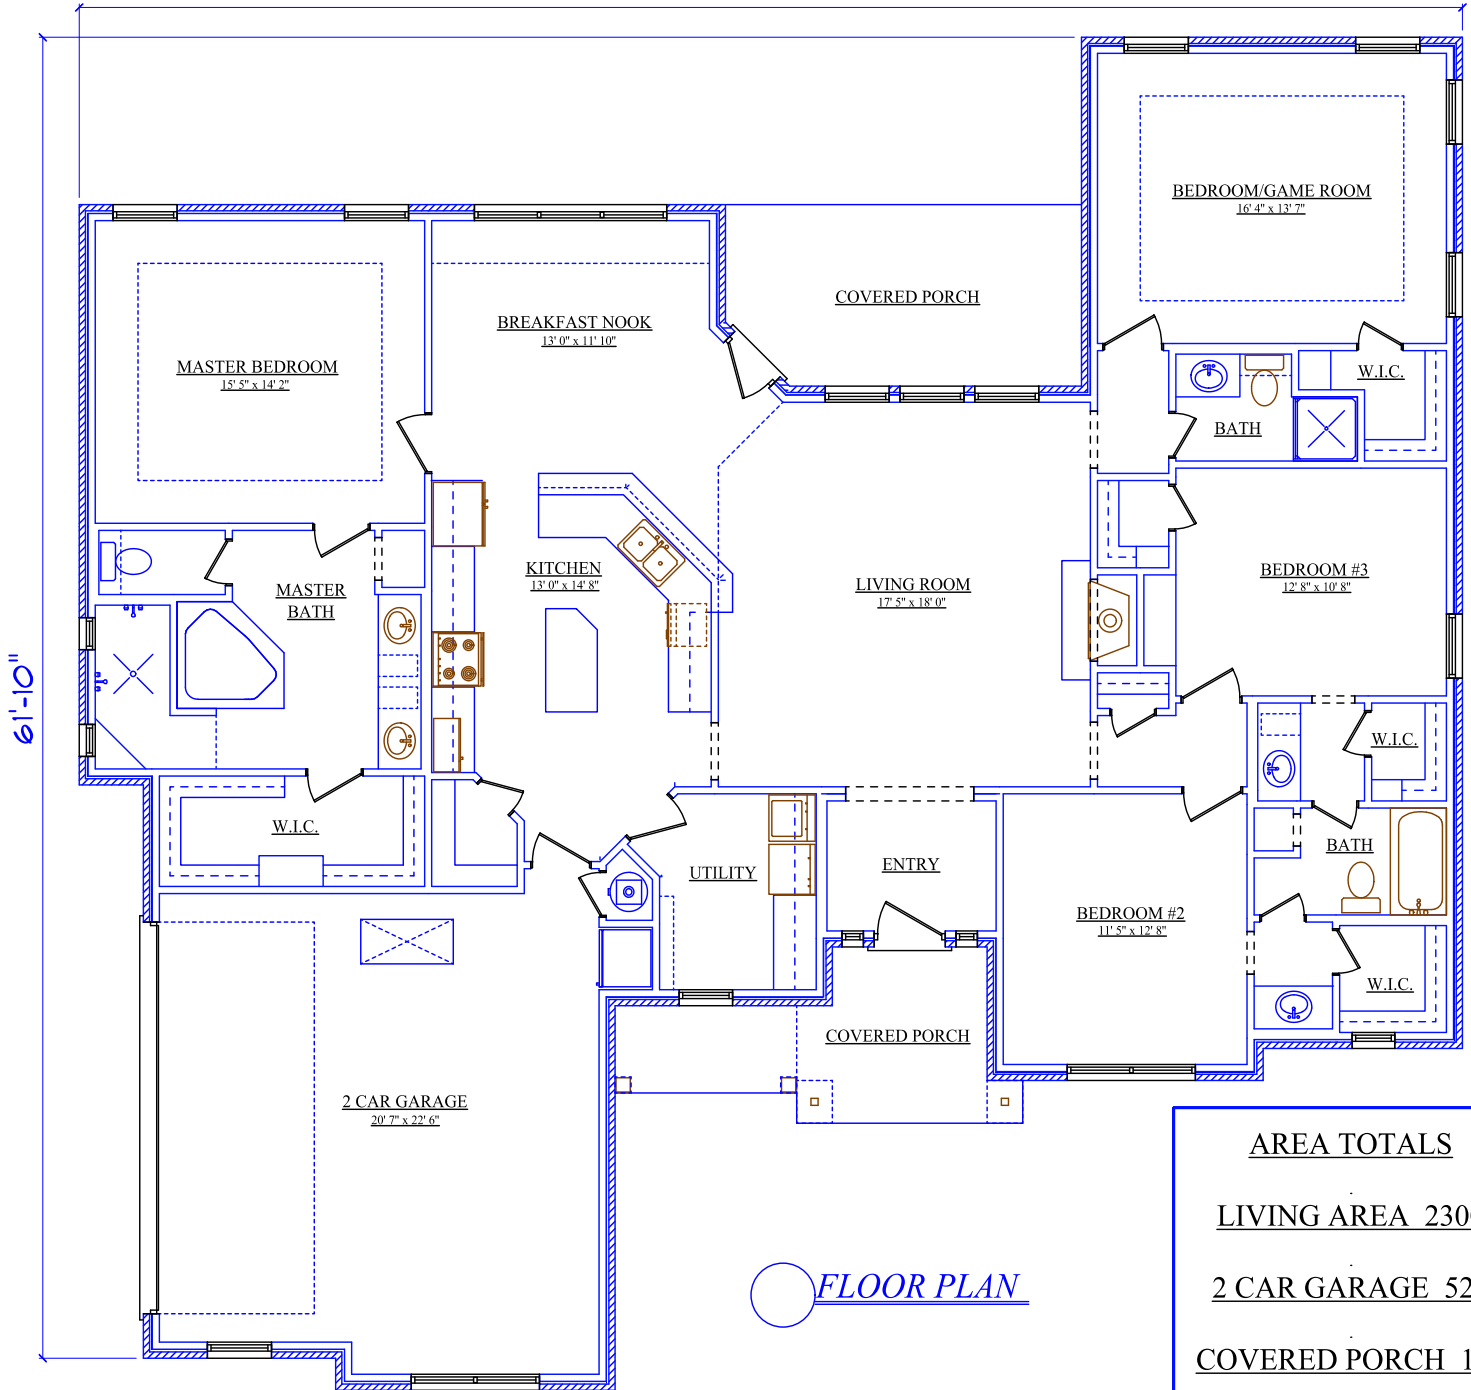 BEDROOM/GAME ROOM
16' 4" x 13' 7"
COVERED PORCH
BREAKFAST NOOK
13' 0" x 11' 10"
MASTER BEDROOM
15' 5" x 14' 2"
W.I.C.
BATH
KITCHEN
13' 0" x 14' 8"
LIVING ROOM
17' 5" x 18' 0"
BEDROOM #3
12' 8" x 10' 8"
MASTER
BATH
61'-10"
W.I.C.
W.I.C.
BATH
UTILITY
ENTRY
BEDROOM #2
11' 5" x 12' 8"
W.I.C.
COVERED PORCH
2 CAR GARAGE
20' 7" x 22' 6"
AREA TOTALS
LIVING AREA 230
2 CAR GARAGE 52
COVERED PORCH 1
FLOOR PLAN